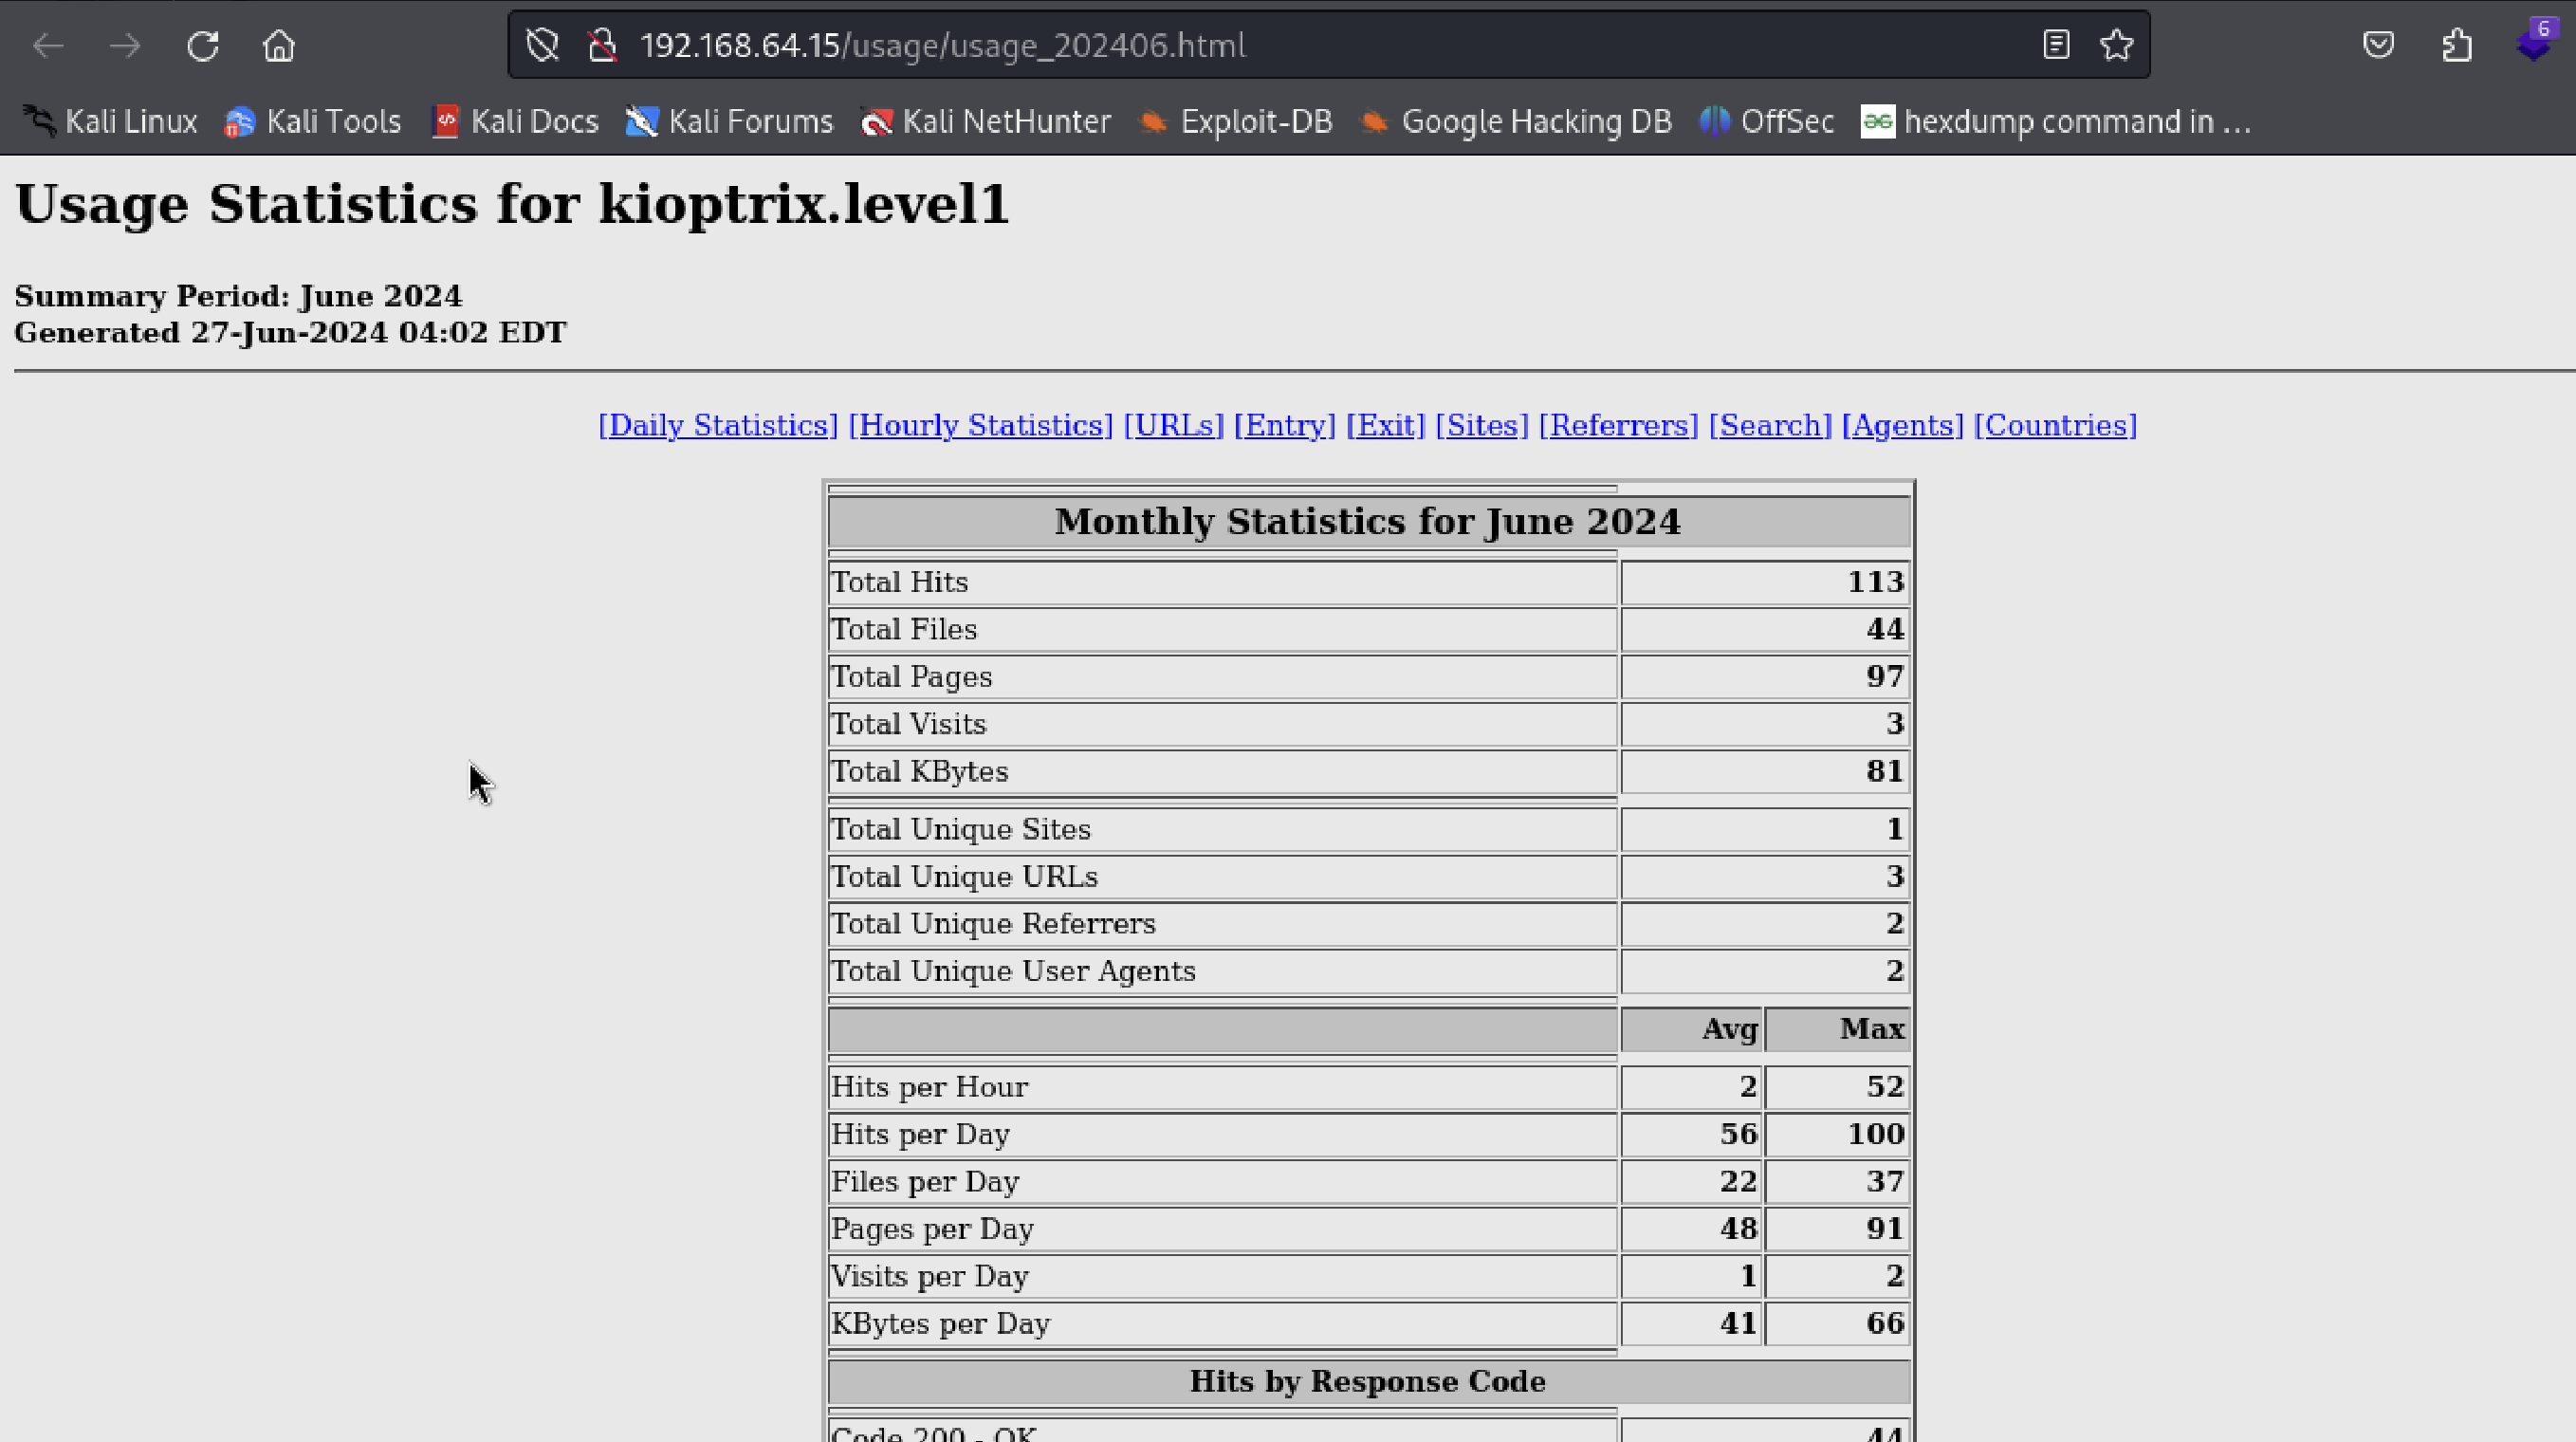 192.168.64.15/usage/usage_202406.html
6
Kali Linux Kali Tools Kali Docs Kali Forums Kali NetHunter Exploit-DB Google Hacking DB OffSec hexdump command in …
Usage Statistics for kioptrix.level1
Summary Period: June 2024
Generated 27-Jun-2024 04:02 EDT
[Daily Statistics] [Hourly Statistics] [URLs] [Entry] [Exit] [Sites] [Referrers] [Search] [Agents] [Countries]
Monthly Statistics for June 2024
Total Hits 113
Total Files 44
Total Pages 97
Total Visits 3
Total KBytes 81
Total Unique Sites 1
Total Unique URLs 3
Total Unique Referrers 2
Total Unique User Agents 2
Avg Max
Hits per Hour 2 52
Hits per Day 56 100
Files per Day 22 37
Pages per Day 48 91
Visits per Day 1 2
KBytes per Day 41 66
Hits by Response Code
Code 200 - OK 44